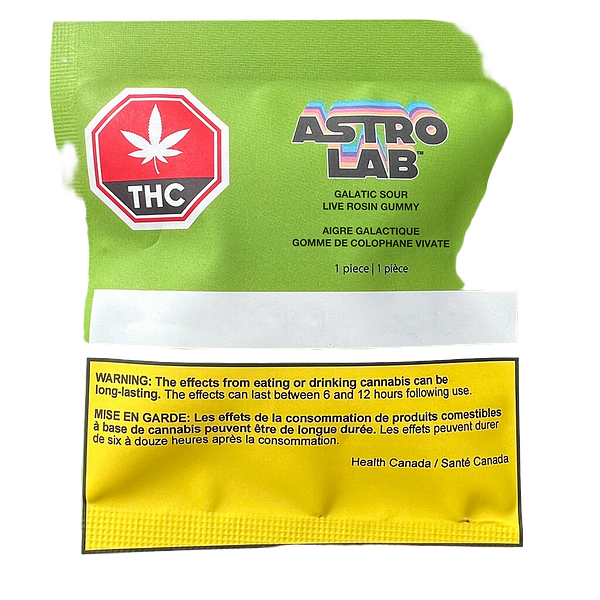 THC
ASTRO
LAB™
GALATIC SOUR
LIVE ROSIN GUMMY
AIGRE GALACTIQUE
GOMME DE COLOPHANE VIVATE
1 piece | 1 pièce
WARNING: The effects from eating or drinking cannabis can be
long-lasting. The effects can last between 6 and 12 hours following use.
MISE EN GARDE: Les effets de la consommation de produits comestibles
à base de cannabis peuvent être de longue durée. Les effets peuvent durer
de six à douze heures après la consommation.
Health Canada / Santé Canada